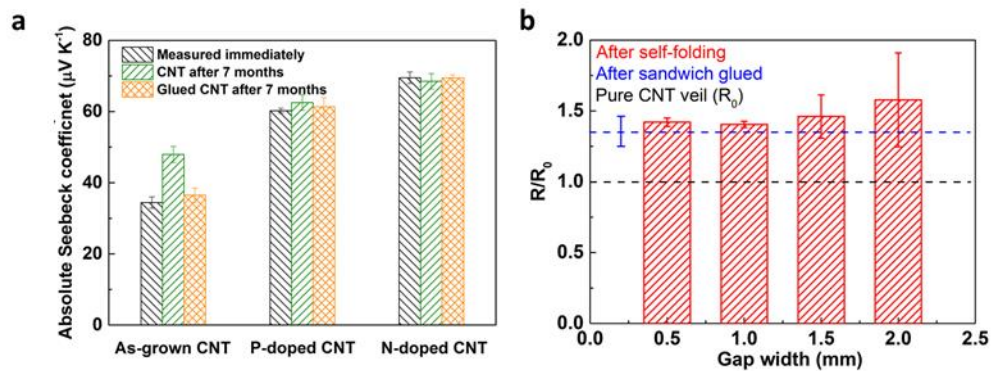 a
80
60
40
20
0
Absolute Seebeck coefficnet (μV K⁻¹)
Measured immediately
CNT after 7 months
Glued CNT after 7 months
As-grown CNT
P-doped CNT
N-doped CNT
b
2.0
1.5
1.0
0.5
0.0
R/R₀
After self-folding
After sandwich glued
Pure CNT veil (R₀)
0.0
0.5
1.0
1.5
2.0
2.5
Gap width (mm)